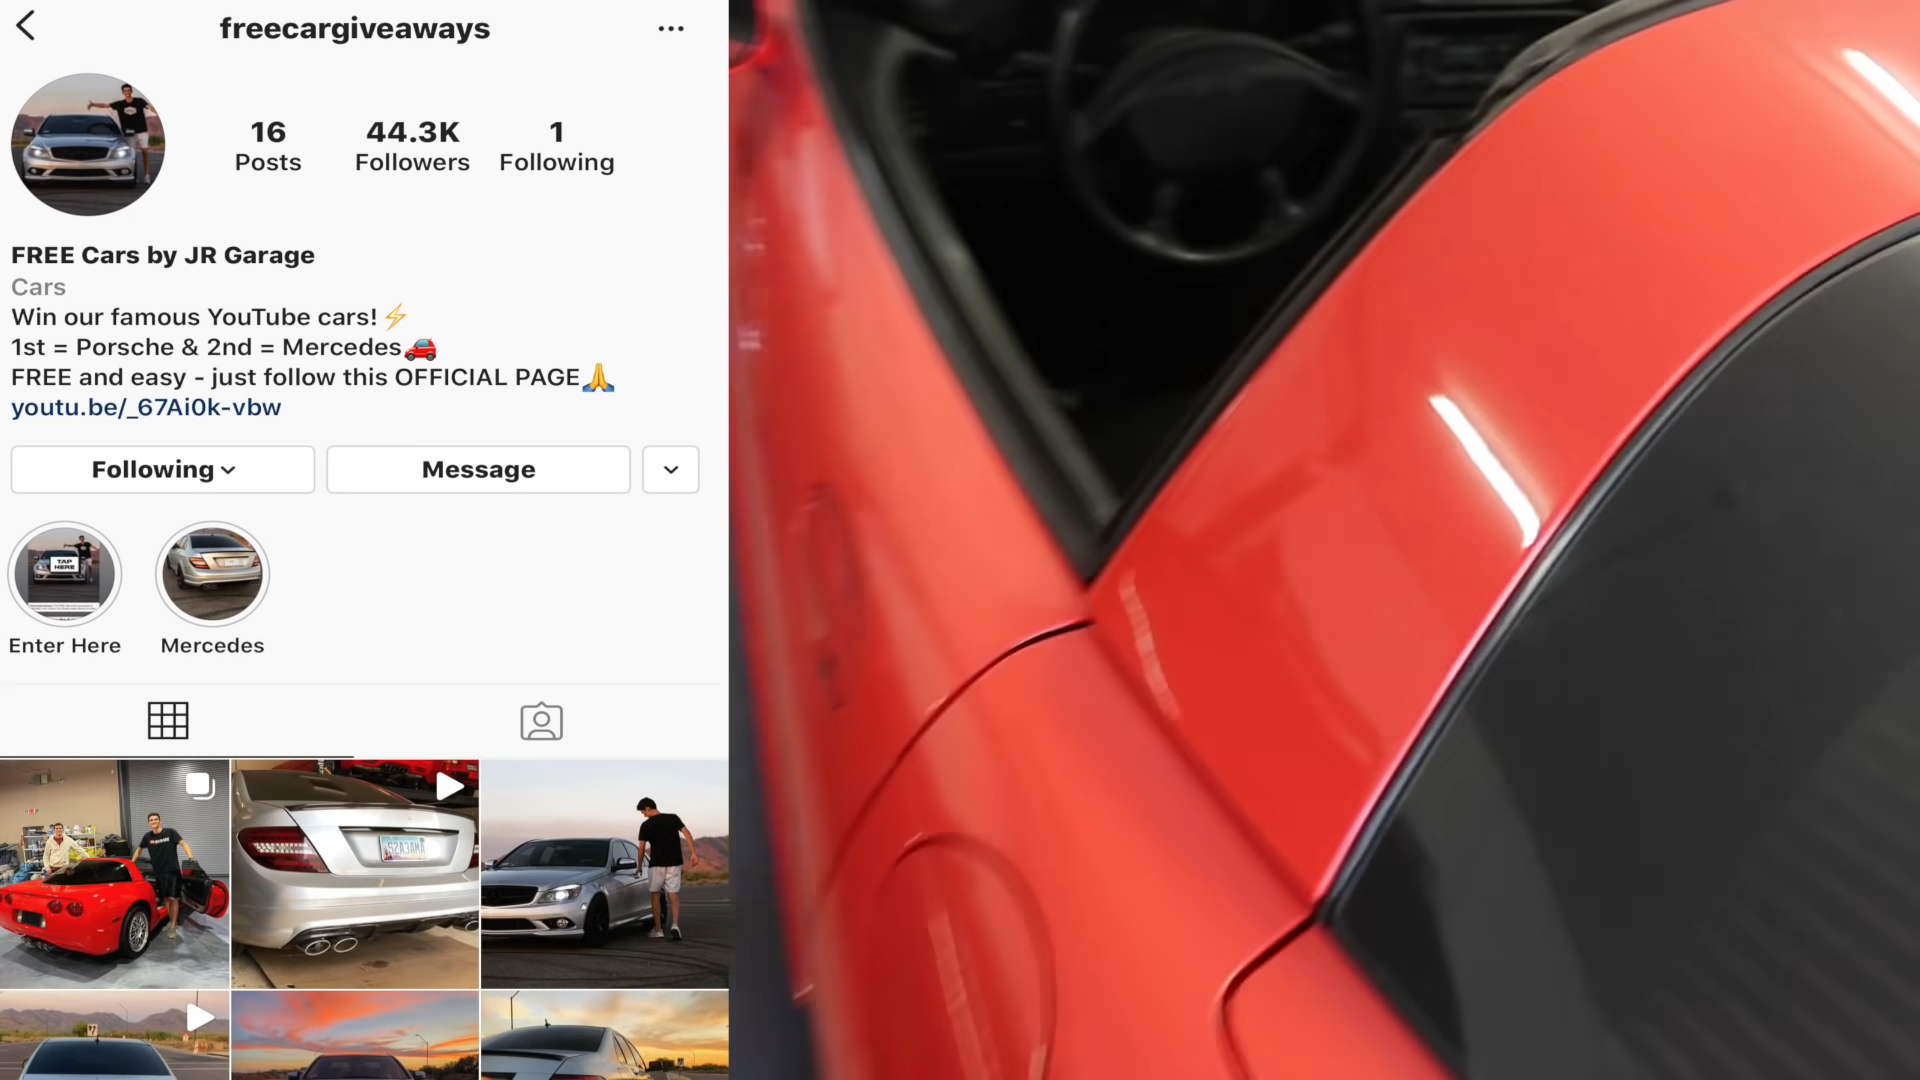 freecargiveaways
16
Posts
44.3K
Followers
1
Following
FREE Cars by JR Garage
Cars
Win our famous YouTube cars!⚡
1st = Porsche & 2nd = Mercedes🚗
FREE and easy - just follow this OFFICIAL PAGE🙏
youtu.be/_67Ai0k-vbw
Following
Message
TAP
HERE
Enter Here
Mercedes